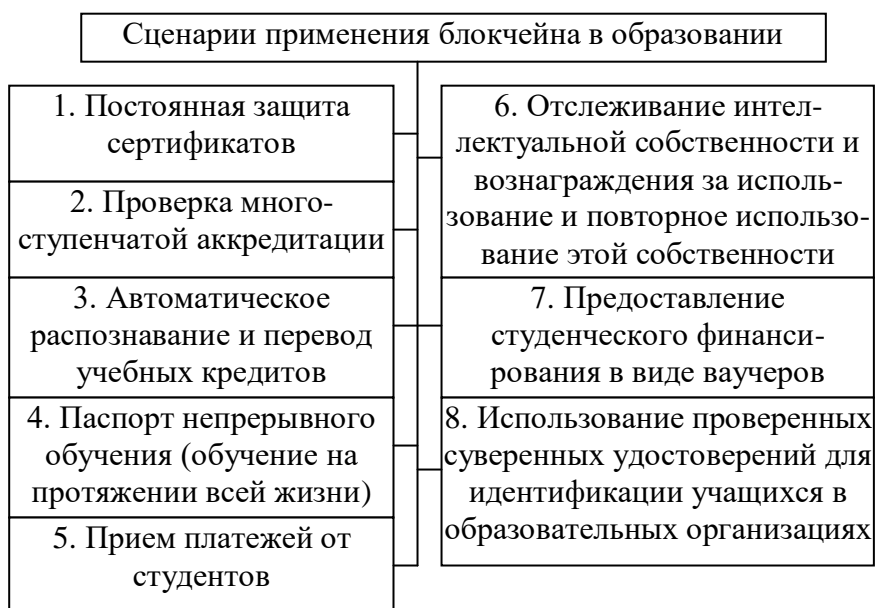 Сценарии применения блокчейна в образовании
1. Постоянная защита
сертификатов
2. Проверка много-
ступенчатой аккредитации
3. Автоматическое
распознавание и перевод
учебных кредитов
4. Паспорт непрерывного
обучения (обучение на
протяжении всей жизни)
5. Прием платежей от
студентов
6. Отслеживание интел-
лектуальной собственности и
вознаграждения за исполь-
зование и повторное использо-
вание этой собственности
7. Предоставление
студенческого финанси-
рования в виде ваучеров
8. Использование проверенных
суверенных удостоверений для
идентификации учащихся в
образовательных организациях